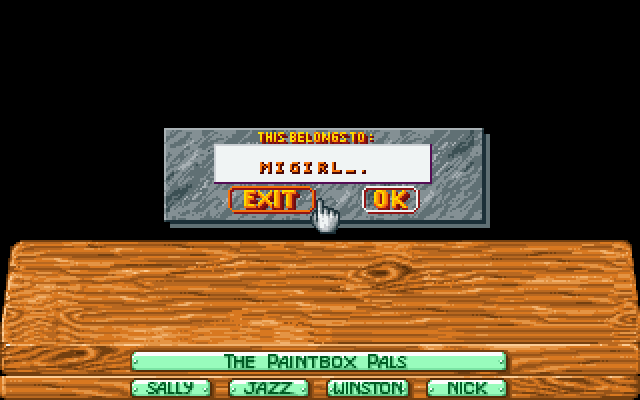 THIS BELONGS TO :
MIGIRL_.
EXIT OK
THE PAINTBOX PALS
SALLY JAZZ WINSTON NICK